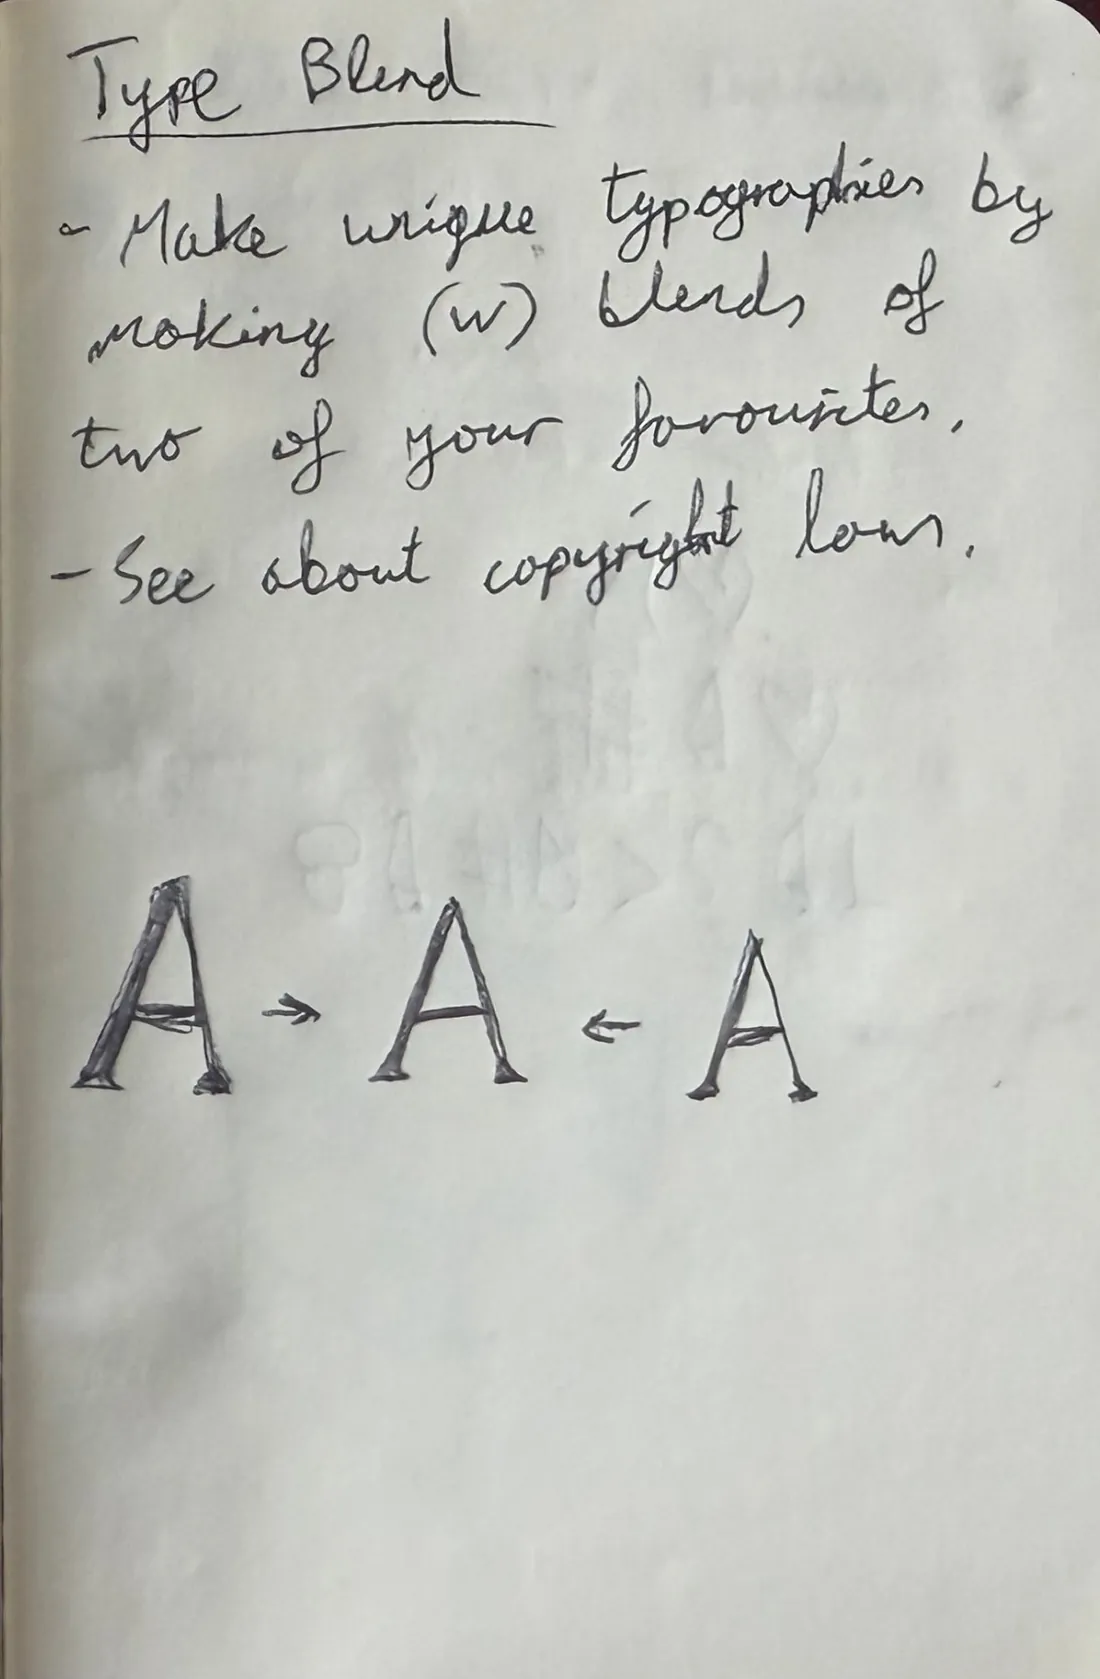 Type Blend
- Make unique typographies by
making (w) blends of
two of your favourites.
- See about copyright laws.
A → A ← A